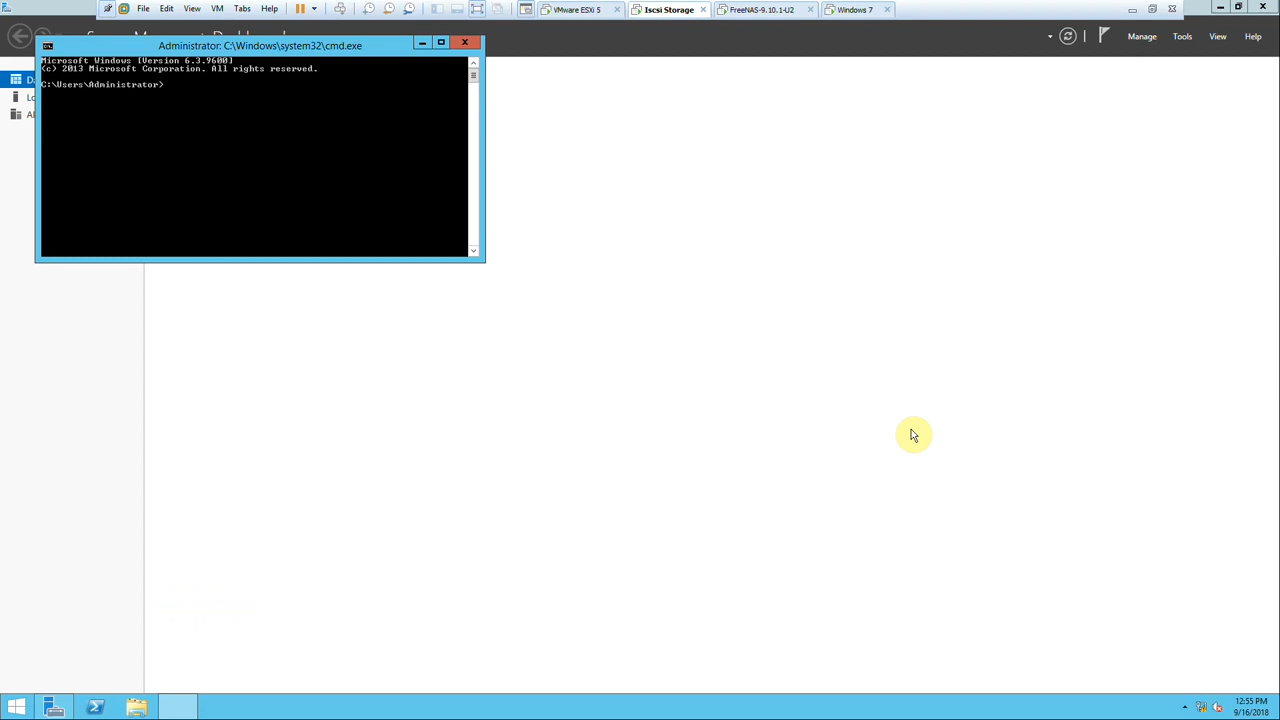 File Edit View VM Tabs Help
VMware ESXi 5
Iscsi Storage
FreeNAS-9.10.1-U2
Windows 7
Manage Tools View Help
Administrator: C:\Windows\system32\cmd.exe
Microsoft Windows [Version 6.3.9600]
(c) 2013 Microsoft Corporation. All rights reserved.
C:\Users\Administrator>
12:55 PM
9/16/2018